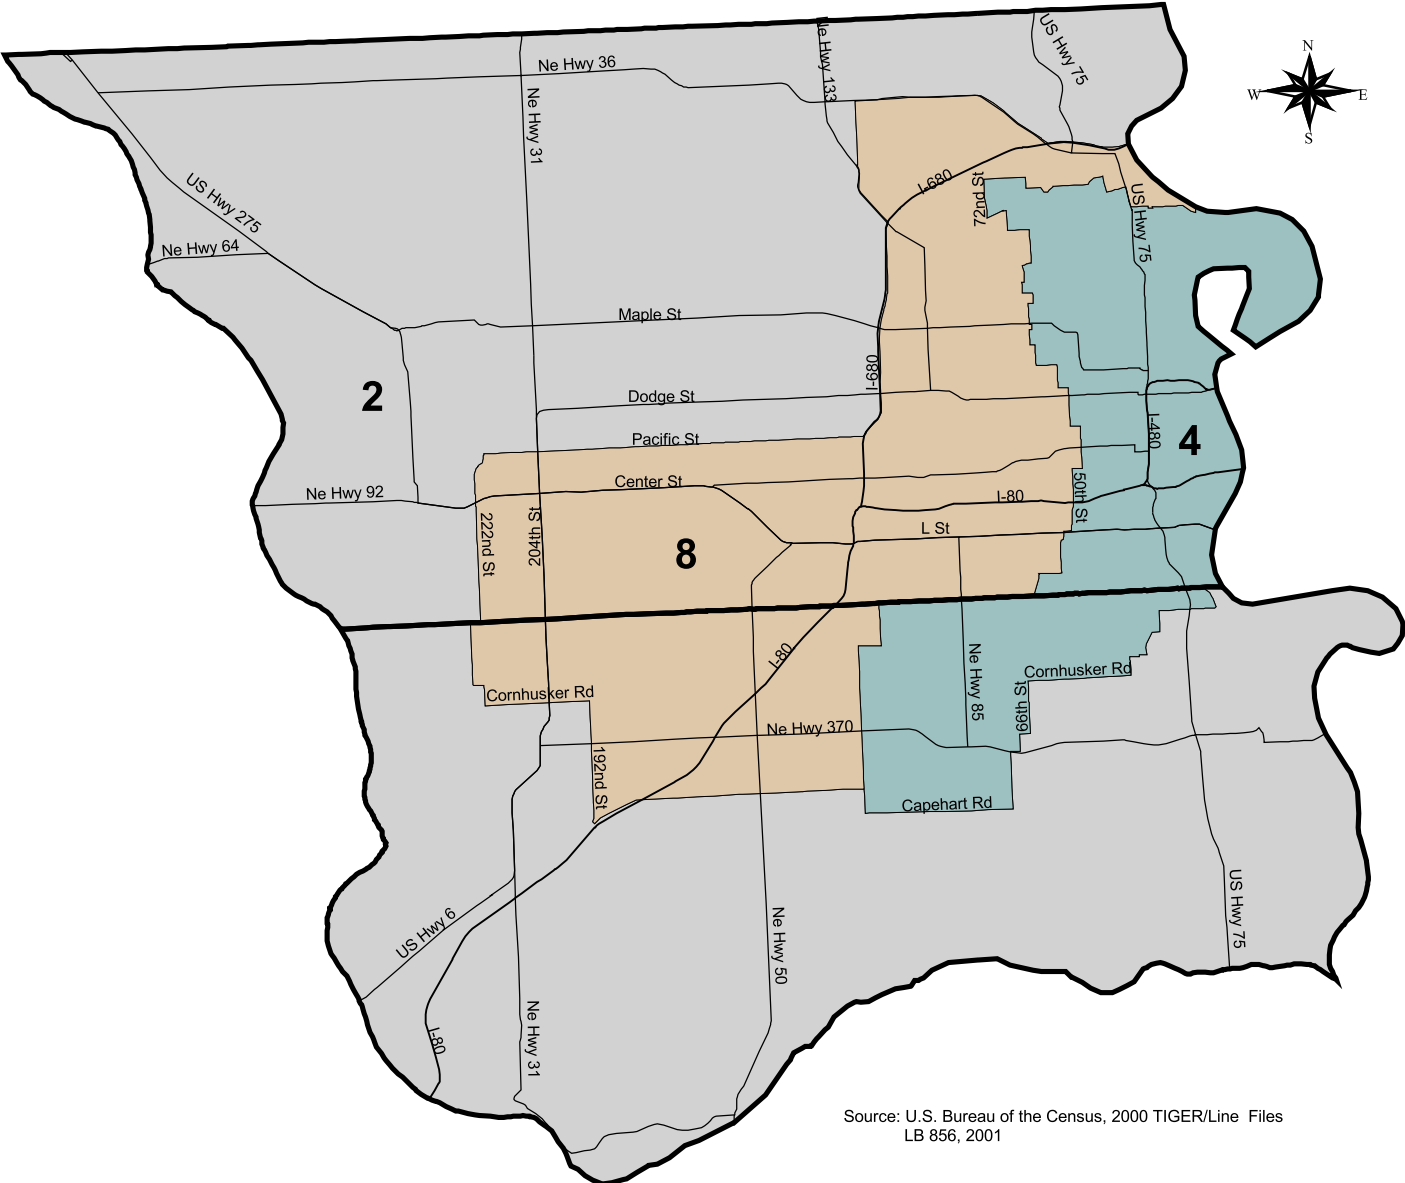 Ne Hwy 133
US Hwy 75
N
W
E
S
Ne Hwy 36
Ne Hwy 31
US Hwy 275
I-680
72nd St
US Hwy 75
Ne Hwy 64
Maple St
I-680
2
Dodge St
Pacific St
I-480
4
Center St
Ne Hwy 92
I-80
50th St
222nd St
204th St
L St
8
I-80
Ne Hwy 85
Cornhusker Rd
Cornhusker Rd
66th St
Ne Hwy 370
192nd St
Capehart Rd
US Hwy 6
Ne Hwy 50
US Hwy 75
I-80
Ne Hwy 31
Source: U.S. Bureau of the Census, 2000 TIGER/Line Files
LB 856, 2001